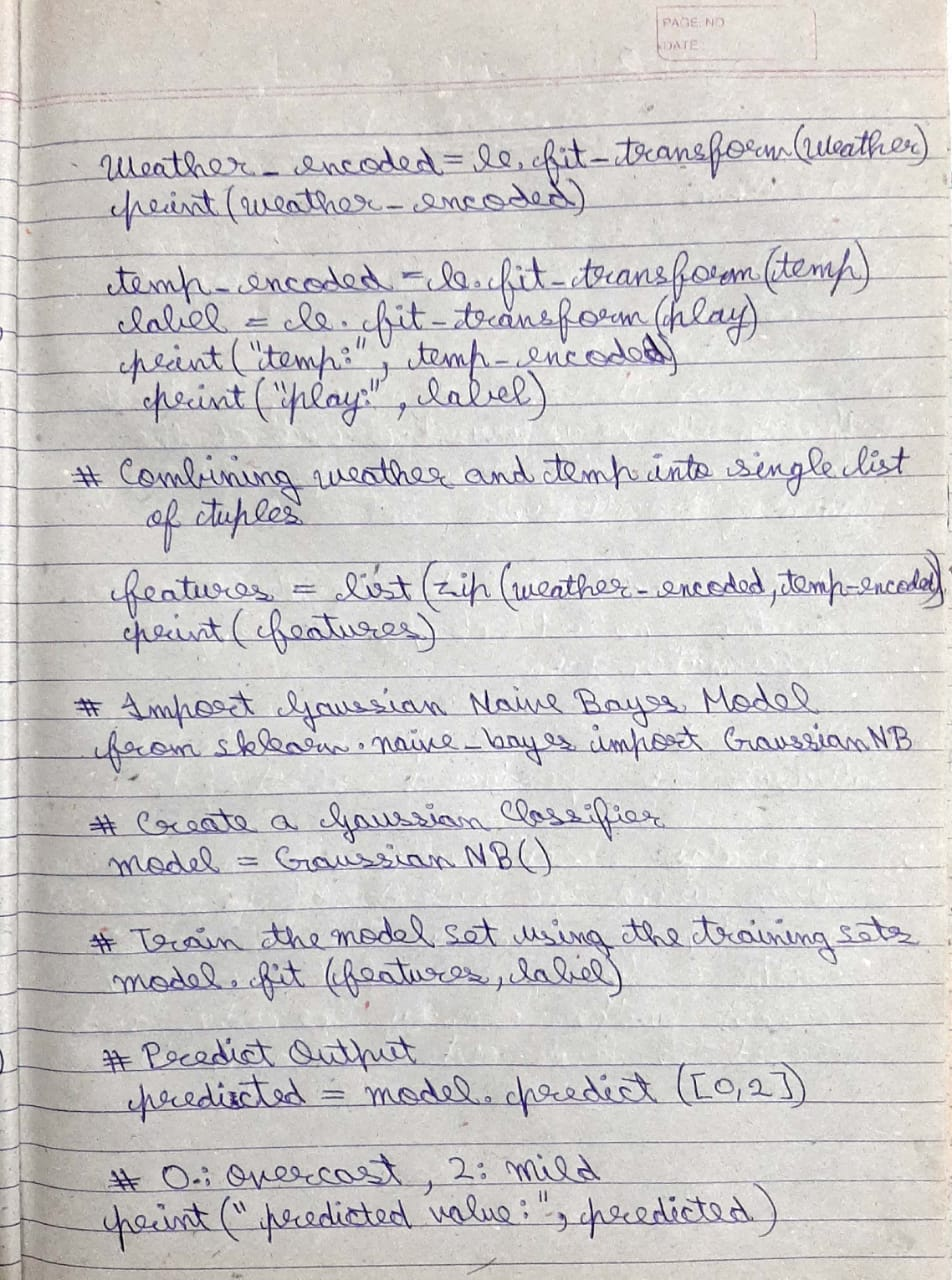 PAGE NO
DATE
Weather_encoded = le.fit_transform(Weather)
print(weather_encoded)
temp_encoded = le.fit_transform(temp)
label = le.fit_transform(play)
print("temp:", temp_encoded)
print("play:", label)
# Combining weather and temp into single list
of tuples
features = list(zip(weather_encoded, temp_encoded))
print(features)
# Import Gaussian Naive Bayes Model
from sklearn.naive_bayes import GaussianNB
# Create a Gaussian Classifier
model = GaussianNB()
# Train the model set using the training sets
model.fit(features, label)
# Predict Output
predicted = model.predict([0,2])
# 0: overcast, 2: mild
print("predicted value:", predicted)